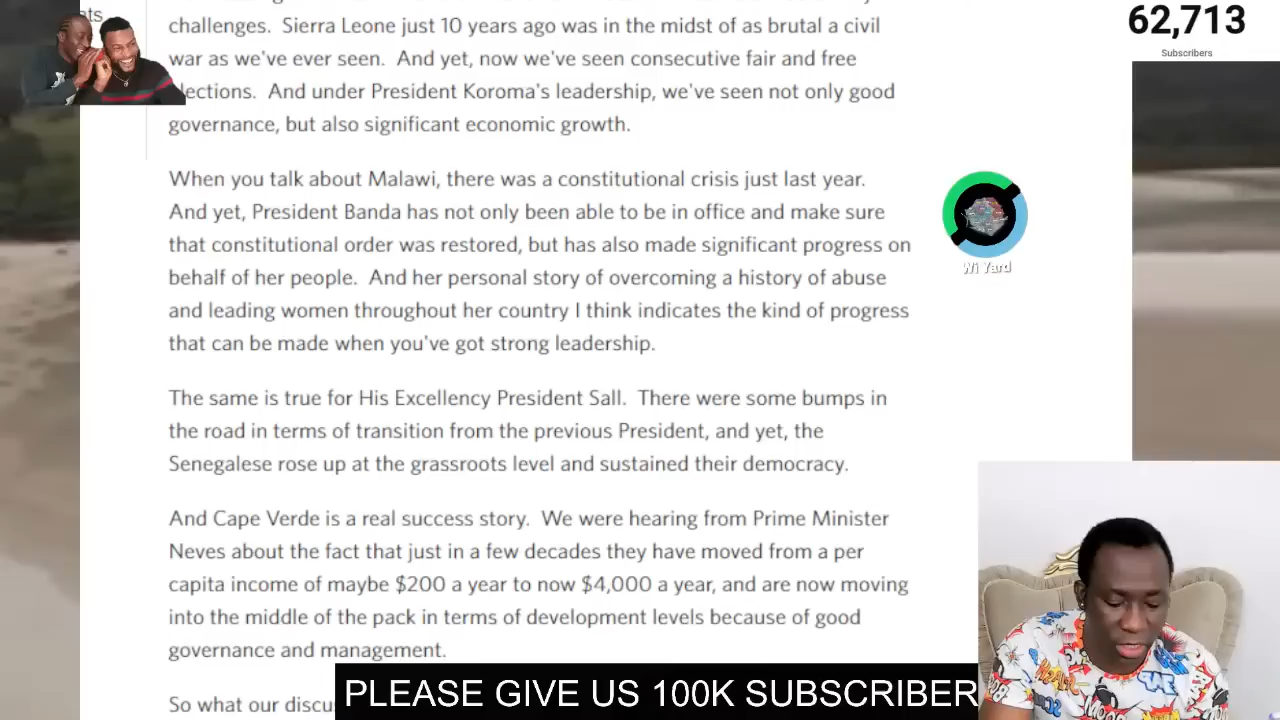 62,713
Subscribers
challenges. Sierra Leone just 10 years ago was in the midst of as brutal a civil
war as we've ever seen. And yet, now we've seen consecutive fair and free
elections. And under President Koroma's leadership, we've seen not only good
governance, but also significant economic growth.
When you talk about Malawi, there was a constitutional crisis just last year.
And yet, President Banda has not only been able to be in office and make sure
that constitutional order was restored, but has also made significant progress on
behalf of her people. And her personal story of overcoming a history of abuse
and leading women throughout her country I think indicates the kind of progress
that can be made when you've got strong leadership.
Wi Yard
The same is true for His Excellency President Sall. There were some bumps in
the road in terms of transition from the previous President, and yet, the
Senegalese rose up at the grassroots level and sustained their democracy.
And Cape Verde is a real success story. We were hearing from Prime Minister
Neves about the fact that just in a few decades they have moved from a per
capita income of maybe $200 a year to now $4,000 a year, and are now moving
into the middle of the pack in terms of development levels because of good
governance and management.
So what our
PLEASE GIVE US 100K SUBSCRIBER